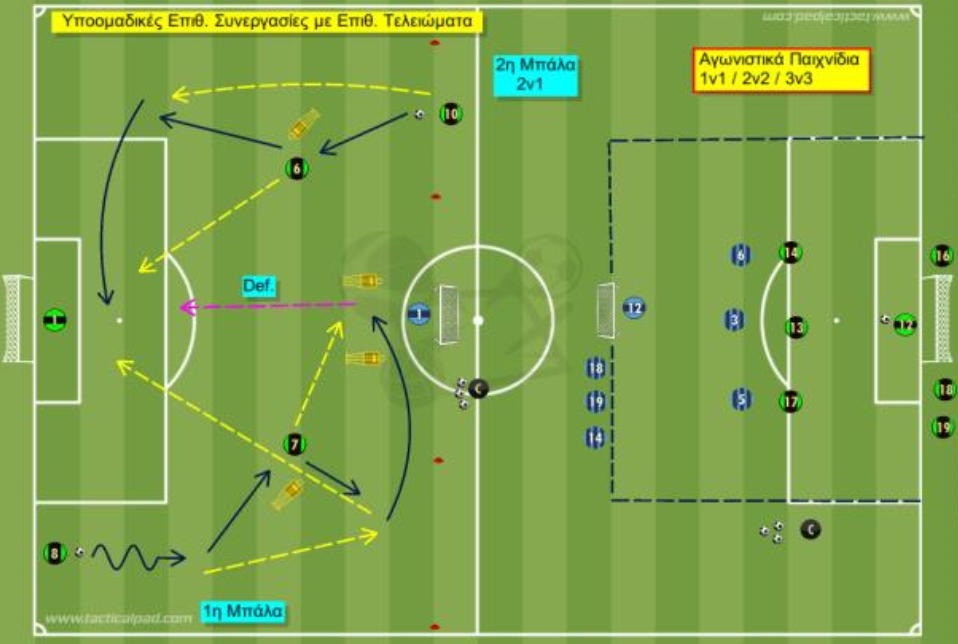 Υποομαδικές Επιθ. Συνεργασίες με Επιθ. Τελειώματα
www.tacticalpad.com
2η Μπάλα
2v1
Αγωνιστικά Παιχνίδια
1v1 / 2v2 / 3v3
10
6
Def.
1
1
7
8
1η Μπάλα
www.tacticalpad.com
C
12
6
3
5
18
19
14
14
13
17
16
12
18
19
C